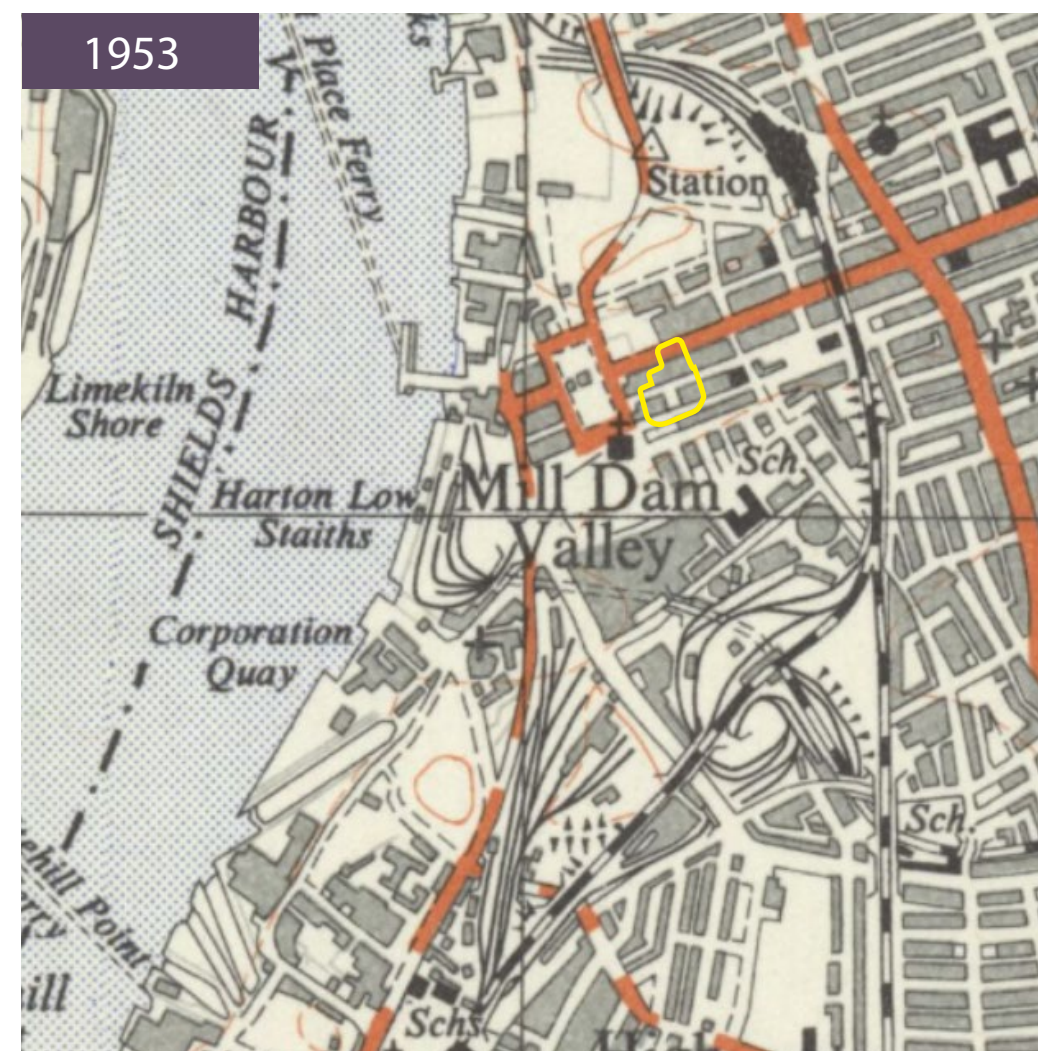 1953
Place Ferry
HARBOUR
SHIELDS
Station
Limekiln
Shore
Harton Low
Staiths
Mill Dam
Valley
Sch.
Corporation
Quay
Sch.
Point
Schs